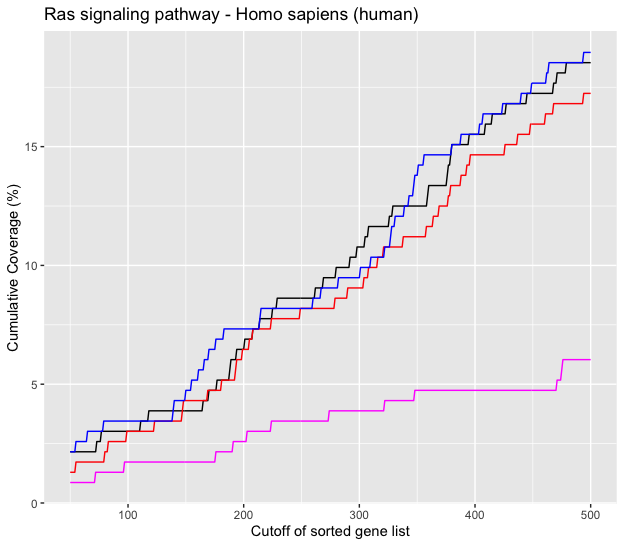 Ras signaling pathway - Homo sapiens (human)
Cumulative Coverage (%)
15
10
5
0
100 200 300 400 500
Cutoff of sorted gene list